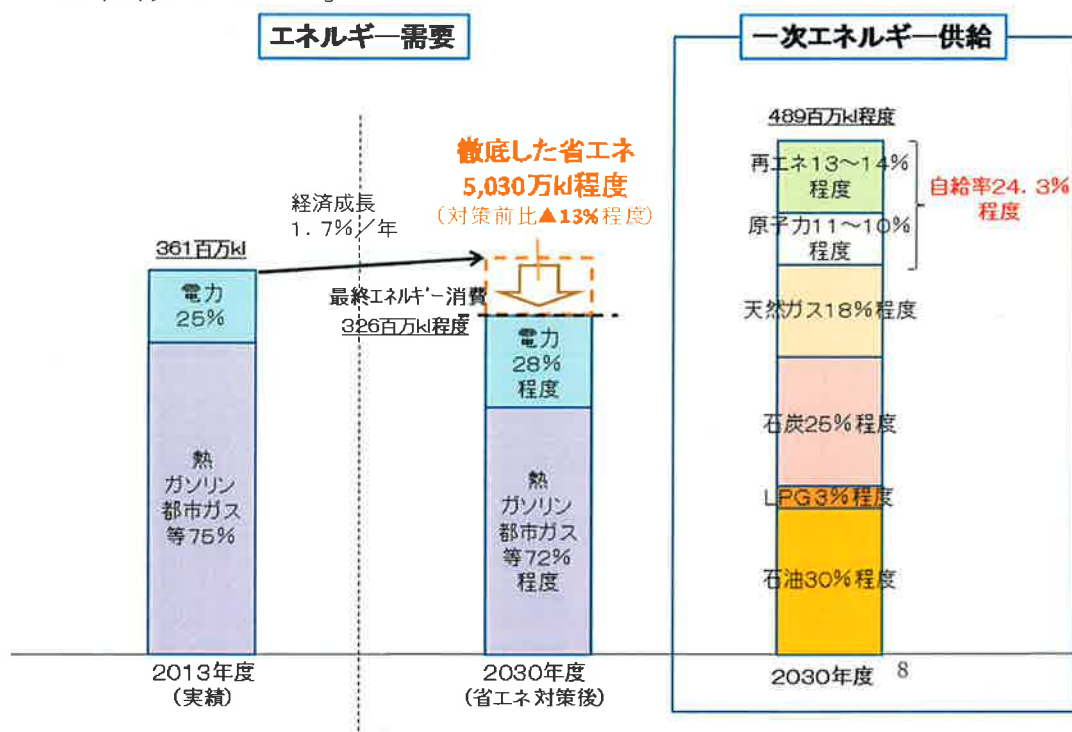 エネルギー需要
一次エネルギー供給
徹底した省エネ
5,030万kl程度
(対策前比▲13%程度)
経済成長
1.7%/年
361百万kl
電力
25%
熱
ガソリン
都市ガス
等75%
2013年度
(実績)
最終エネルギー消費
326百万kl程度
電力
28%
程度
熱
ガソリン
都市ガス
等72%
程度
2030年度
(省エネ対策後)
489百万kl程度
再エネ13~14%
程度
原子力11~10%
程度
自給率24.3%
程度
天然ガス18%程度
石炭25%程度
LPG3%程度
石油30%程度
2030年度
8